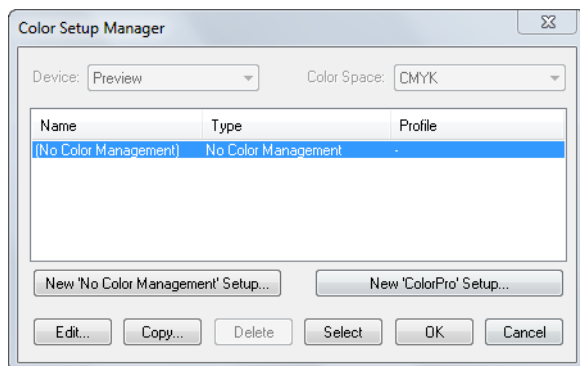 Color Setup Manager
Device: Preview Color Space: CMYK
Name Type Profile
(No Color Management) No Color Management -
New 'No Color Management' Setup... New 'ColorPro' Setup...
Edit... Copy... Delete Select OK Cancel